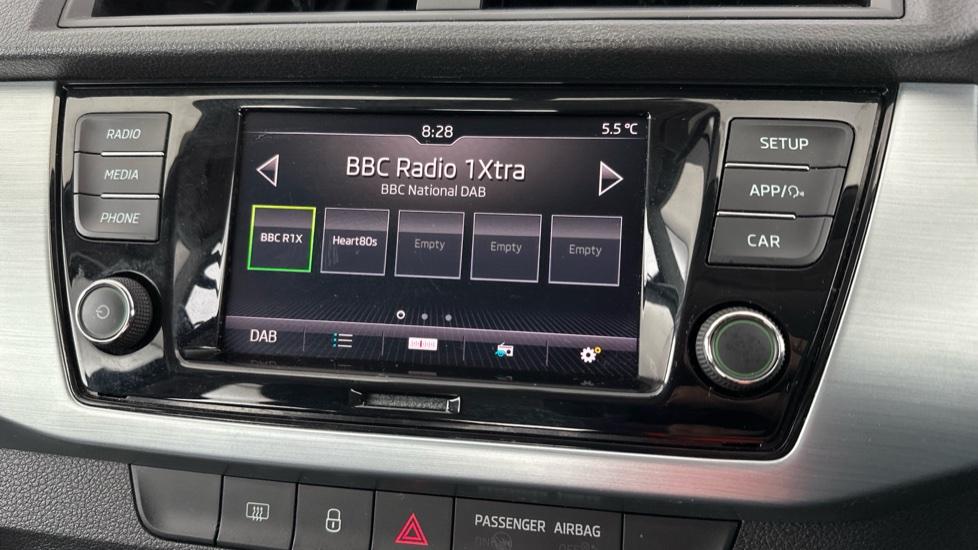 8:28
5.5 °C
RADIO
MEDIA
PHONE
BBC Radio 1Xtra
BBC National DAB
BBC R1X
Heart80s
Empty
Empty
Empty
DAB
SETUP
APP/
CAR
PASSENGER AIRBAG